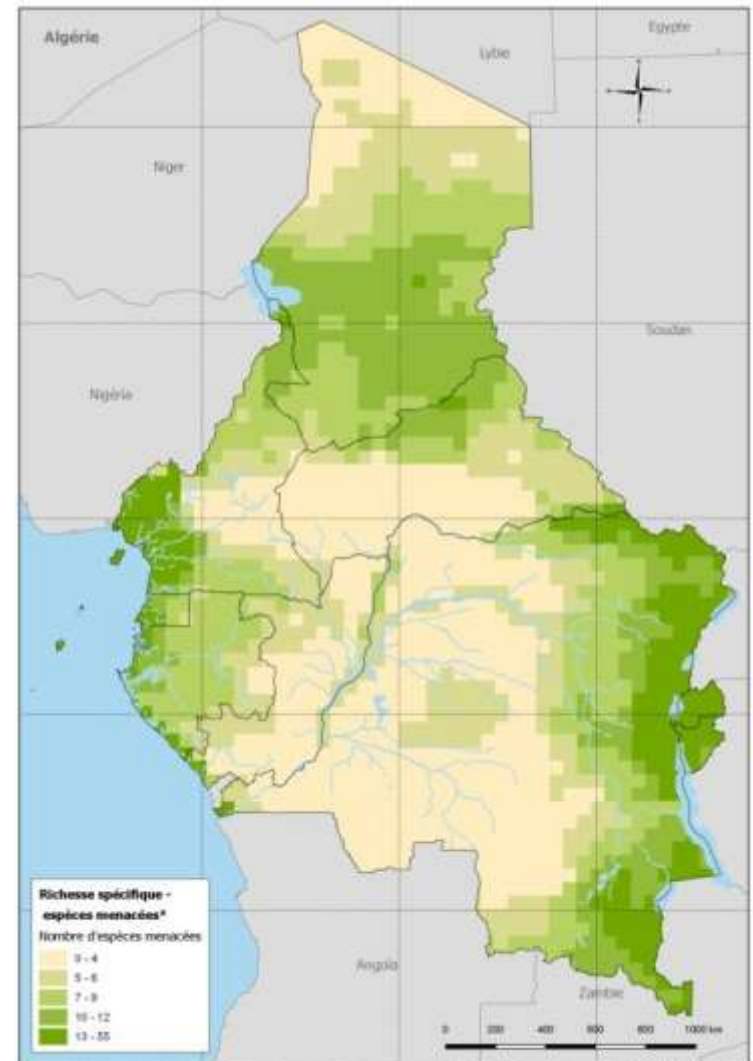 Algérie
Lybie
Egypte
Niger
Soudan
Nigéria
Angola
Zambie
Richesse spécifique -
espèces menacées*
Nombre d'espèces menacées
0 - 4
5 - 6
7 - 9
10 - 12
13 - 55
0 200 400 600 800 1000 km